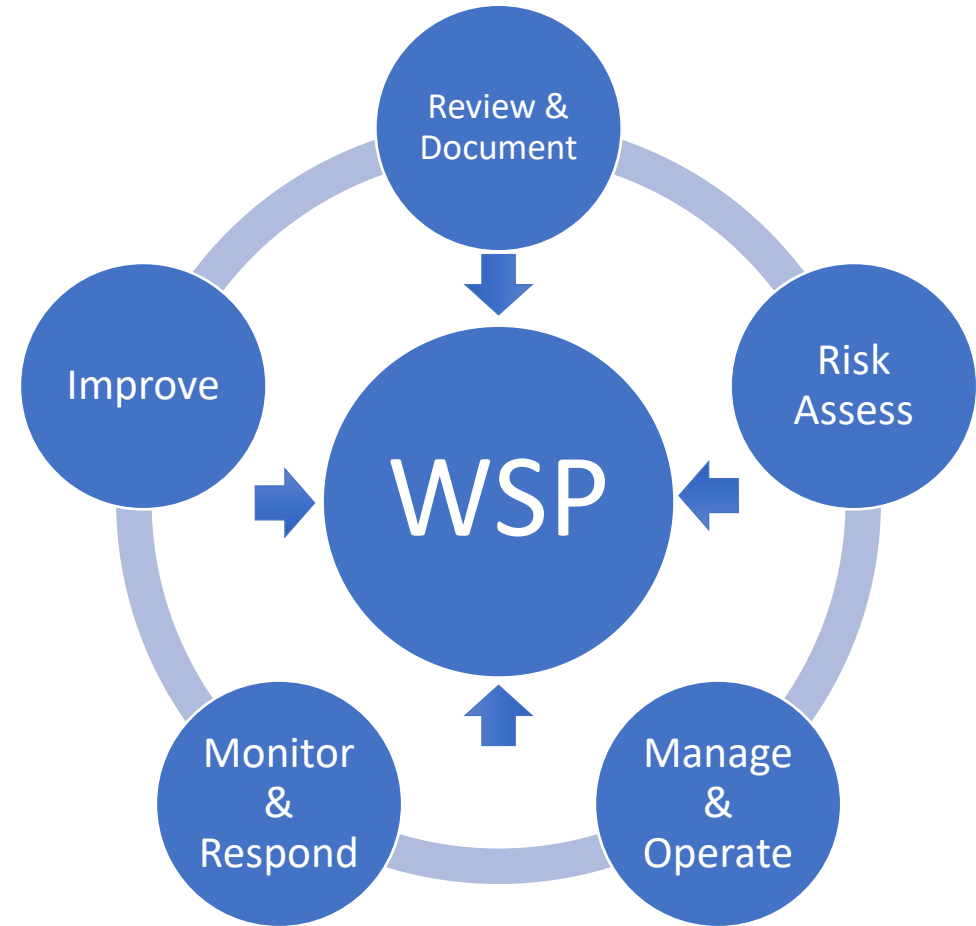 Review &
Document
Risk
Assess
Manage
&
Operate
Monitor
&
Respond
Improve
WSP